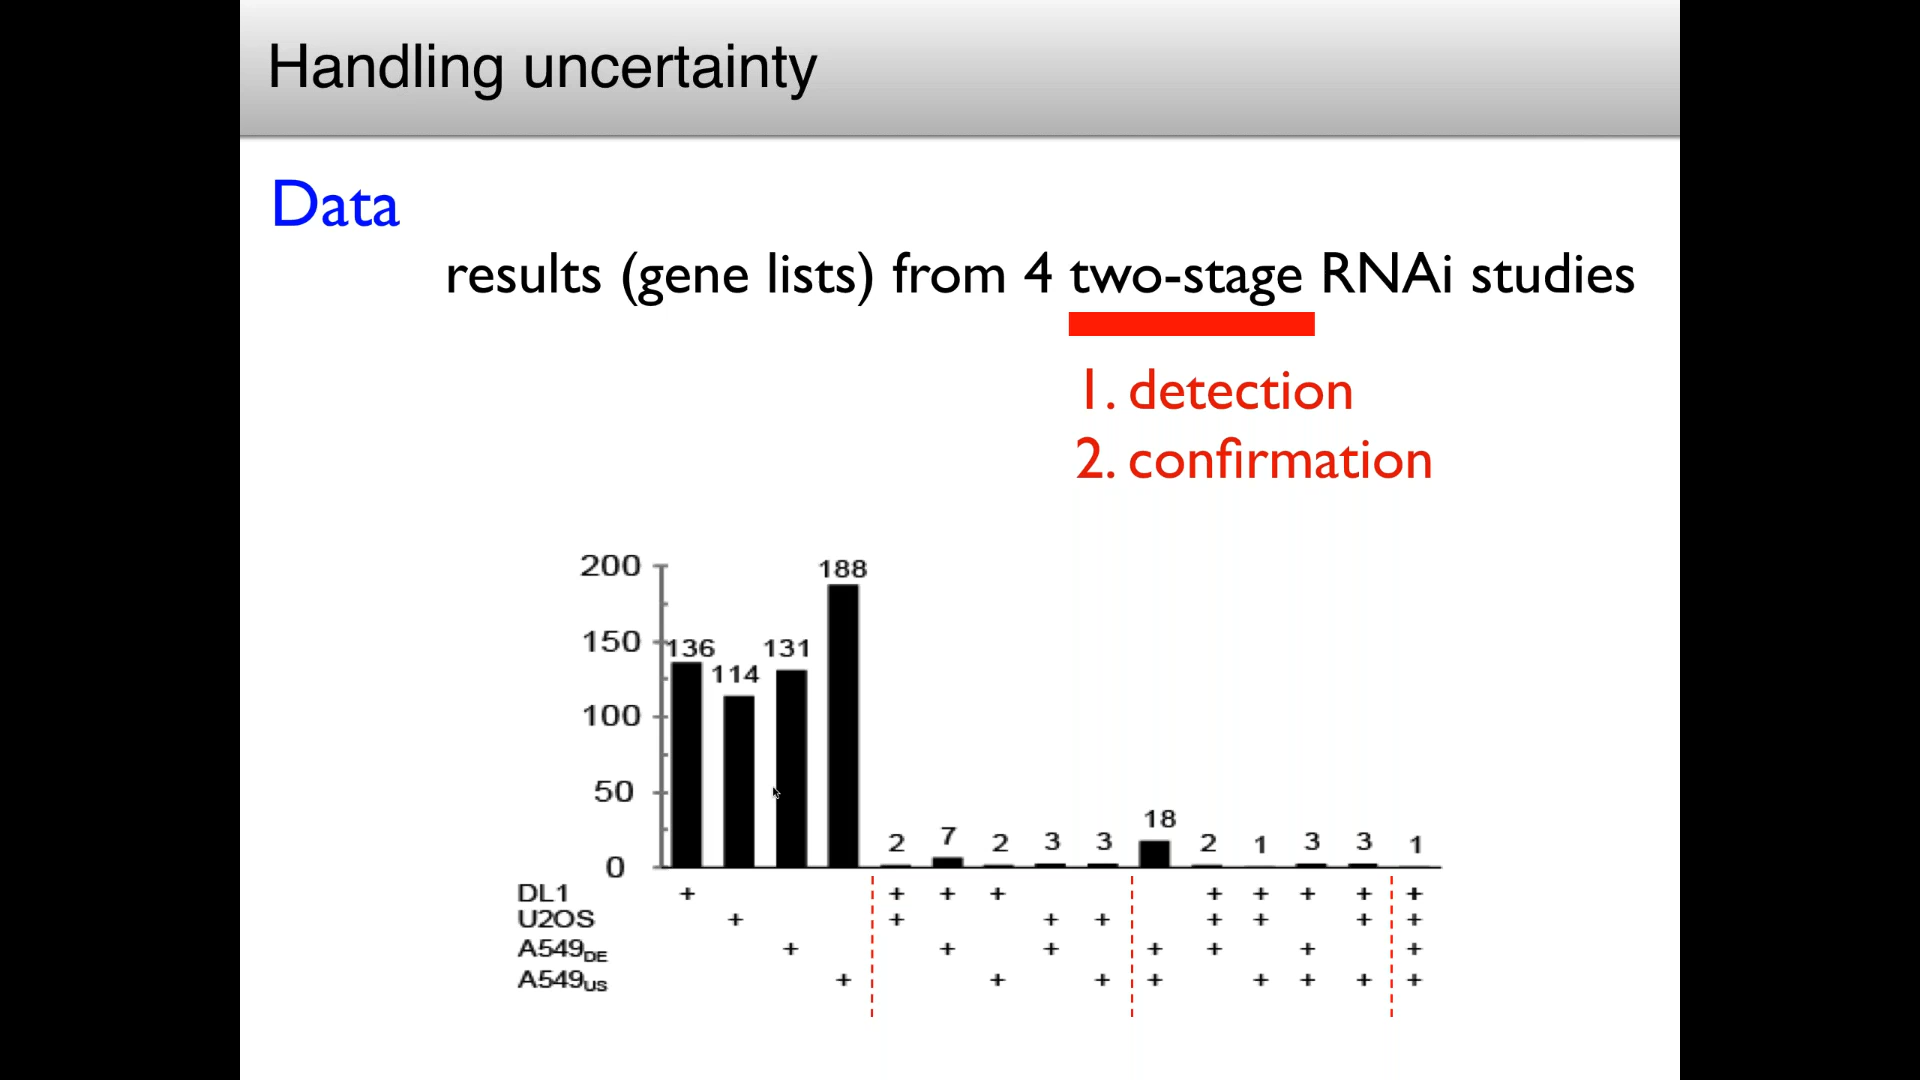 Handling uncertainty
Data
results (gene lists) from 4 two-stage RNAi studies
1. detection
2. confirmation
200
150
100
50
0
136
114
131
188
2
7
2
3
3
18
2
1
3
3
1
DL1 + + + + + + + + +
U2OS + + + + + + + +
A549DE + + + + + + +
A549US + + + + + + + +